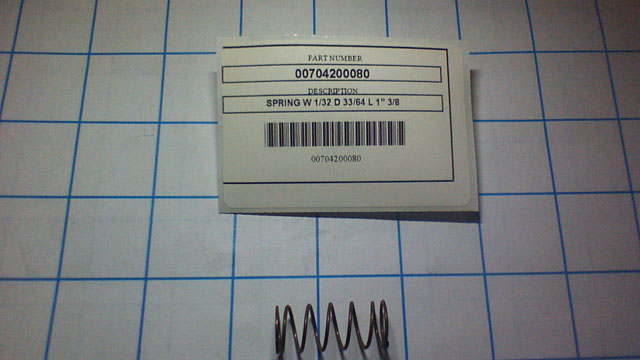 PART NUMBER
00704200080
DESCRIPTION
SPRING W 1/32 D 33/64 L 1" 3/8
00704200080